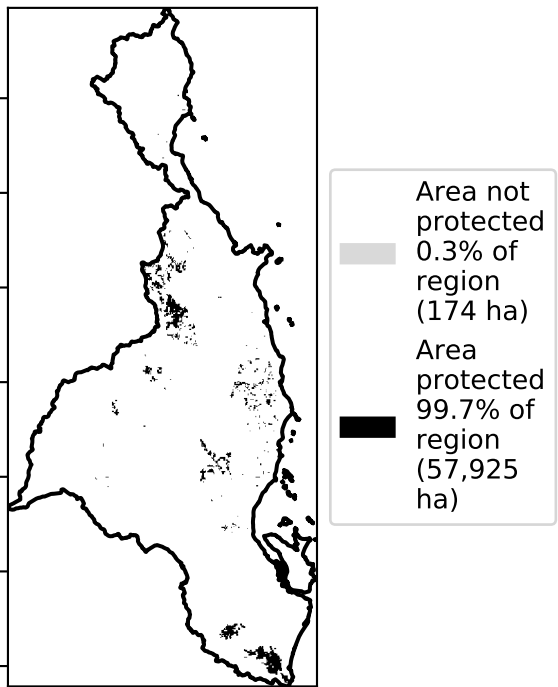 Area not
protected
0.3% of
region
(174 ha)
Area
protected
99.7% of
region
(57,925
ha)